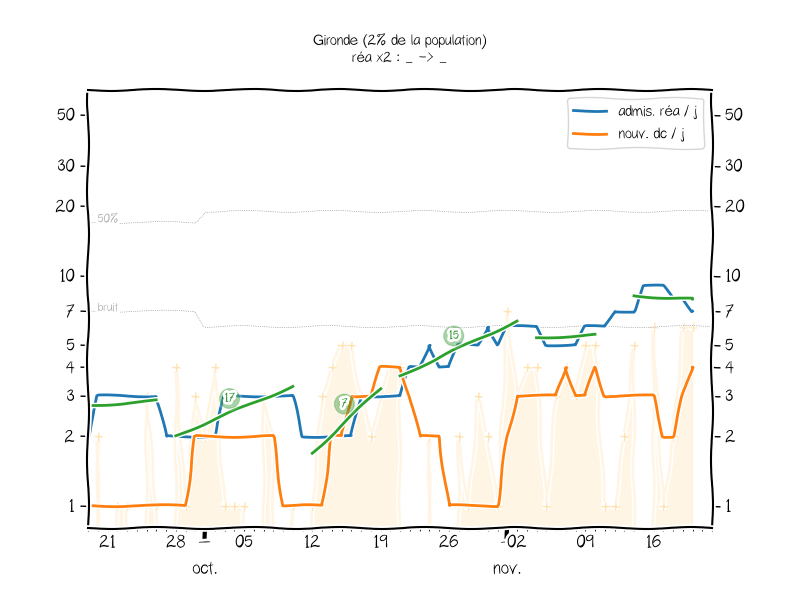 Gironde (2% de la population)
réa x2 : _ -> _
admis. réa / j
nouv. dc / j
50 50
30 30
20 20
50%
10 10
bruit
7 7
15
5 5
4 4
17
7
3 3
2 2
1 1
21 28 05 12 19 26 02 09 16
oct. nov.